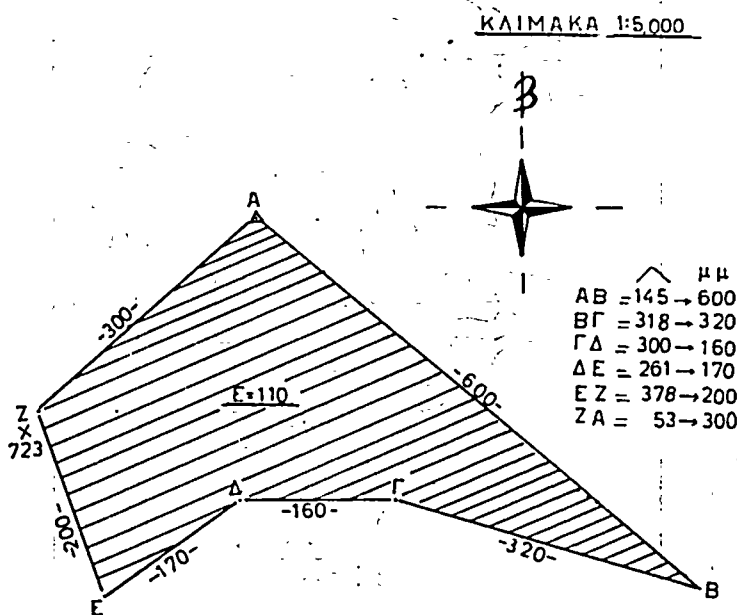 ΚΛΙΜΑΚΑ 1:5,000
Β
Α
-300-
-600-
Ε=110
Ζ
×
723
-200-
Δ
-160-
Γ
-170-
-320-
Ε
Β
^ μμ
ΑΒ = 145 → 600
ΒΓ = 318 → 320
ΓΔ = 300 → 160
ΔΕ = 261 → 170
ΕΖ = 378 → 200
ΖΑ = 53 → 300